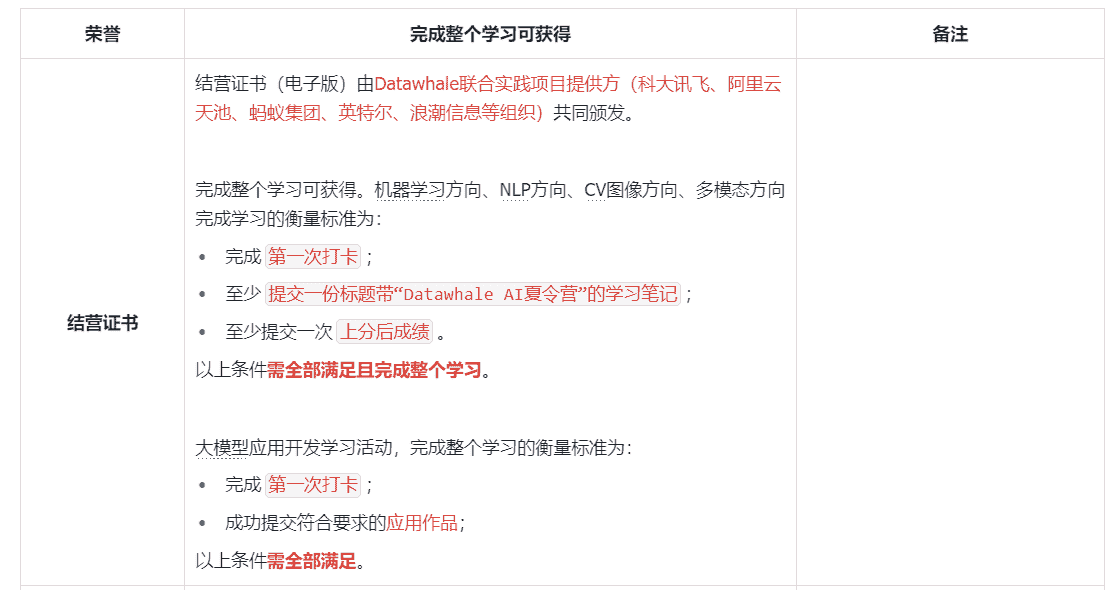 荣誉
完成整个学习可获得
备注
结营证书
结营证书（电子版）由Datawhale联合实践项目提供方（科大讯飞、阿里云
天池、蚂蚁集团、英特尔、浪潮信息等组织）共同颁发。
完成整个学习可获得。机器学习方向、NLP方向、CV图像方向、多模态方向
完成学习的衡量标准为：
• 完成 第一次打卡 ；
• 至少 提交一份标题带“Datawhale AI夏令营”的学习笔记 ；
• 至少提交一次 上分后成绩 。
以上条件需全部满足且完成整个学习。
大模型应用开发学习活动，完成整个学习的衡量标准为：
• 完成 第一次打卡 ；
• 成功提交符合要求的应用作品；
以上条件需全部满足。